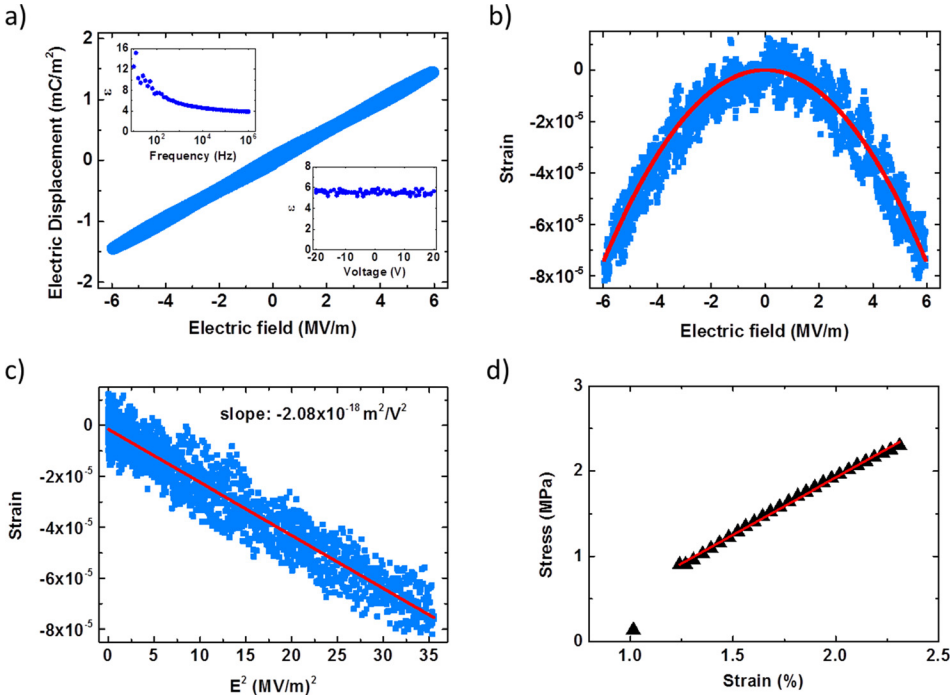 a)
Electric Displacement (mC/m²)
2
1
0
-1
-2
-6 -4 -2 0 2 4 6
Electric field (MV/m)
ε
16
12
8
4
0
10² 10⁴ 10⁶
Frequency (Hz)
ε
8
6
4
2
0
-20 -10 0 10 20
Voltage (V)
b)
Strain
0
-2x10⁻⁵
-4x10⁻⁵
-6x10⁻⁵
-8x10⁻⁵
-6 -4 -2 0 2 4 6
Electric field (MV/m)
c)
slope: -2.08x10⁻¹⁸ m²/V²
Strain
0
-2x10⁻⁵
-4x10⁻⁵
-6x10⁻⁵
-8x10⁻⁵
0 5 10 15 20 25 30 35
E² (MV/m)²
d)
Stress (MPa)
3
2
1
0
1.0 1.5 2.0 2.5
Strain (%)